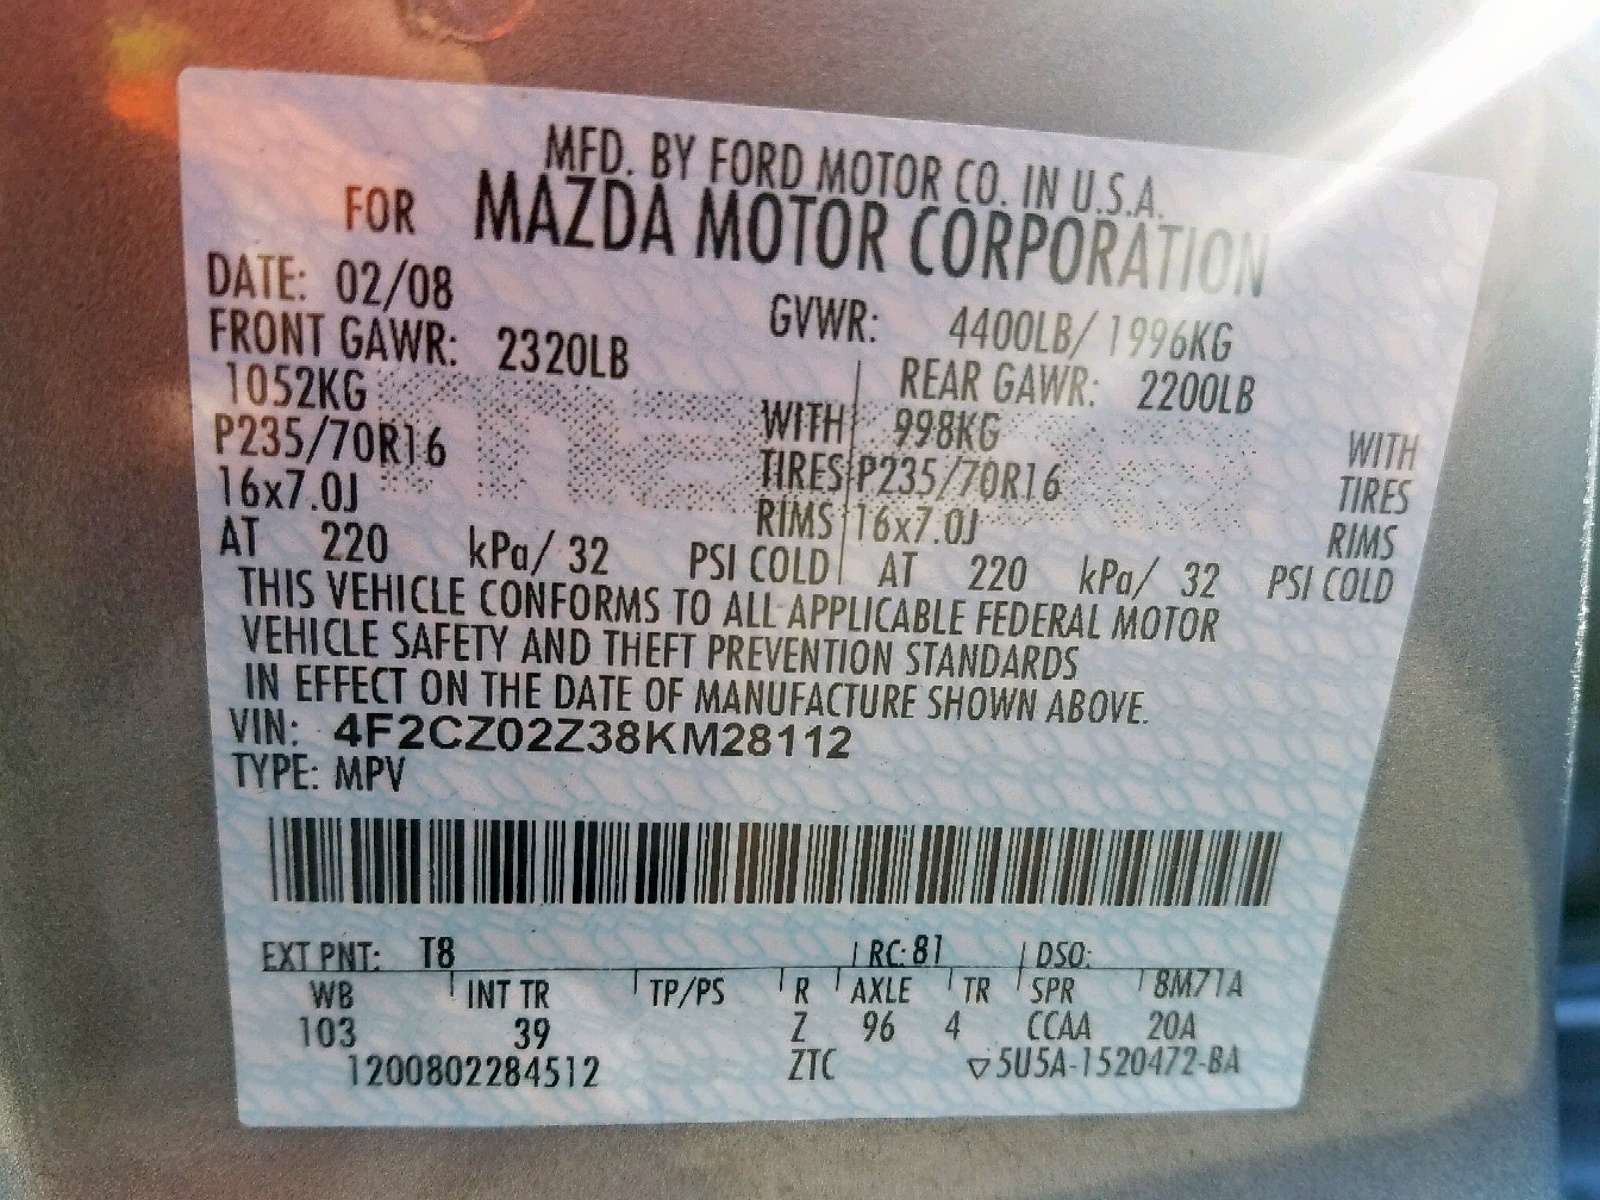 MFD. BY FORD MOTOR CO. IN U.S.A.
FOR MAZDA MOTOR CORPORATION
DATE: 02/08 GVWR: 4400LB/ 1996KG
FRONT GAWR: 2320LB REAR GAWR: 2200LB
1052KG WITH 998KG WITH
P235/70R16 TIRES P235/70R16 TIRES
16x7.0J RIMS 16x7.0J RIMS
AT 220 kPa/ 32 PSI COLD AT 220 kPa/ 32 PSI COLD
THIS VEHICLE CONFORMS TO ALL APPLICABLE FEDERAL MOTOR
VEHICLE SAFETY AND THEFT PREVENTION STANDARDS
IN EFFECT ON THE DATE OF MANUFACTURE SHOWN ABOVE.
VIN: 4F2CZ02Z38KM28112
TYPE: MPV
EXT PNT: T8 RC: 81 DSO:
WB INT TR TP/PS R AXLE TR SPR 8M71A
103 39 Z 96 4 CCAA 20A
1200802284512 ZTC ▽5U5A-1520472-BA